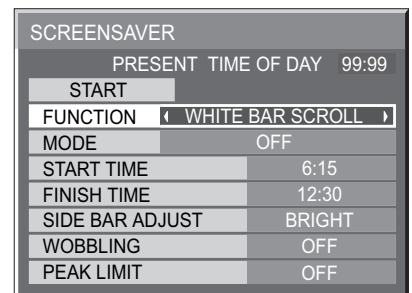 SCREENSAVER
PRESENT TIME OF DAY 99:99
START
FUNCTION WHITE BAR SCROLL
MODE OFF
START TIME 6:15
FINISH TIME 12:30
SIDE BAR ADJUST BRIGHT
WOBBLING OFF
PEAK LIMIT OFF